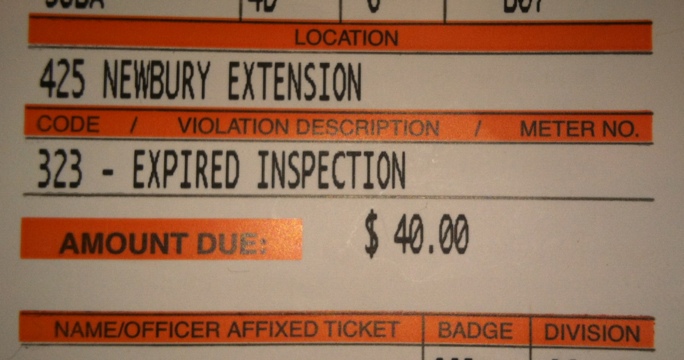 LOCATION
425 NEWBURY EXTENSION
CODE / VIOLATION DESCRIPTION / METER NO.
323 - EXPIRED INSPECTION
AMOUNT DUE: $ 40.00
NAME/OFFICER AFFIXED TICKET BADGE DIVISION